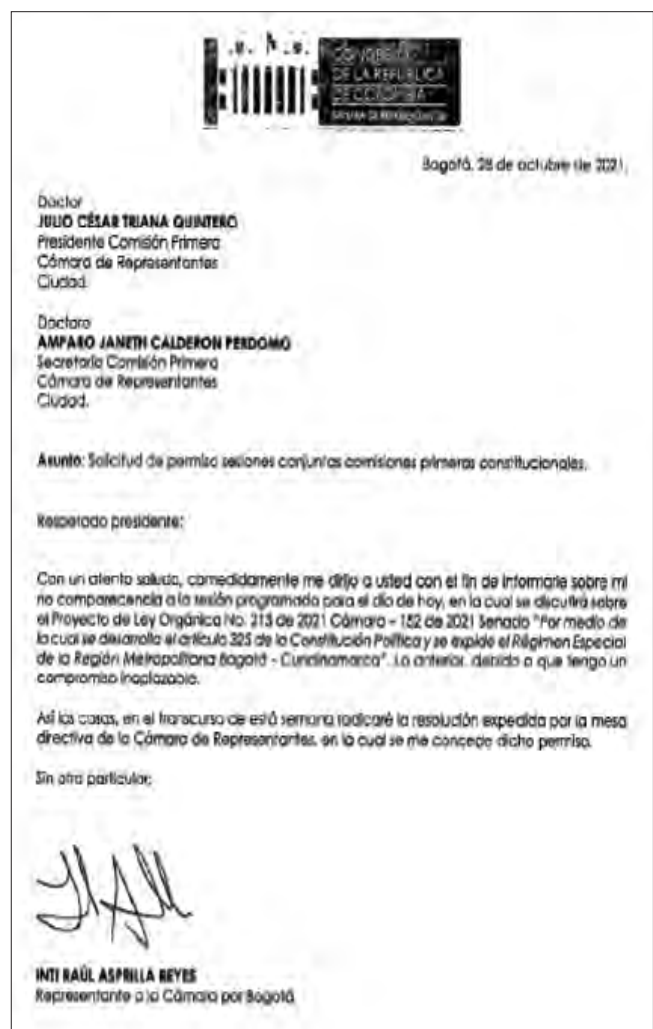 CONGRESO
DE LA REPÚBLICA
DE COLOMBIA
Bogotá, 28 de octubre de 2021.
Doctor
JULIO CÉSAR TRIANA QUINTERO
Presidente Comisión Primera
Cámara de Representantes
Ciudad.
Doctora
AMPARO JANETH CALDERON PERDOMO
Secretaria Comisión Primera
Cámara de Representantes
Ciudad.
Asunto: Solicitud de permiso sesiones conjuntas comisiones primeras constitucionales.
Respetado presidente:
Con un atento saludo, comedidamente me dirijo a usted con el fin de informarle sobre mi
no comparecencia a la sesión programada para el día de hoy, en la cual se discutirá sobre
el Proyecto de Ley Orgánica No. 213 de 2021 Cámara – 152 de 2021 Senado "Por medio de
la cual se desarrolla el artículo 325 de la Constitución Política y se expide el Régimen Especial
de la Región Metropolitana Bogotá - Cundinamarca". Lo anterior, debido a que tengo un
compromiso inaplazable.
Así las cosas, en el transcurso de está semana radicaré la resolución expedida por la mesa
directiva de la Cámara de Representantes, en la cual se me concede dicho permiso.
Sin otro particular,
INTI RAÚL ASPRILLA REYES
Representante a la Cámara por Bogotá